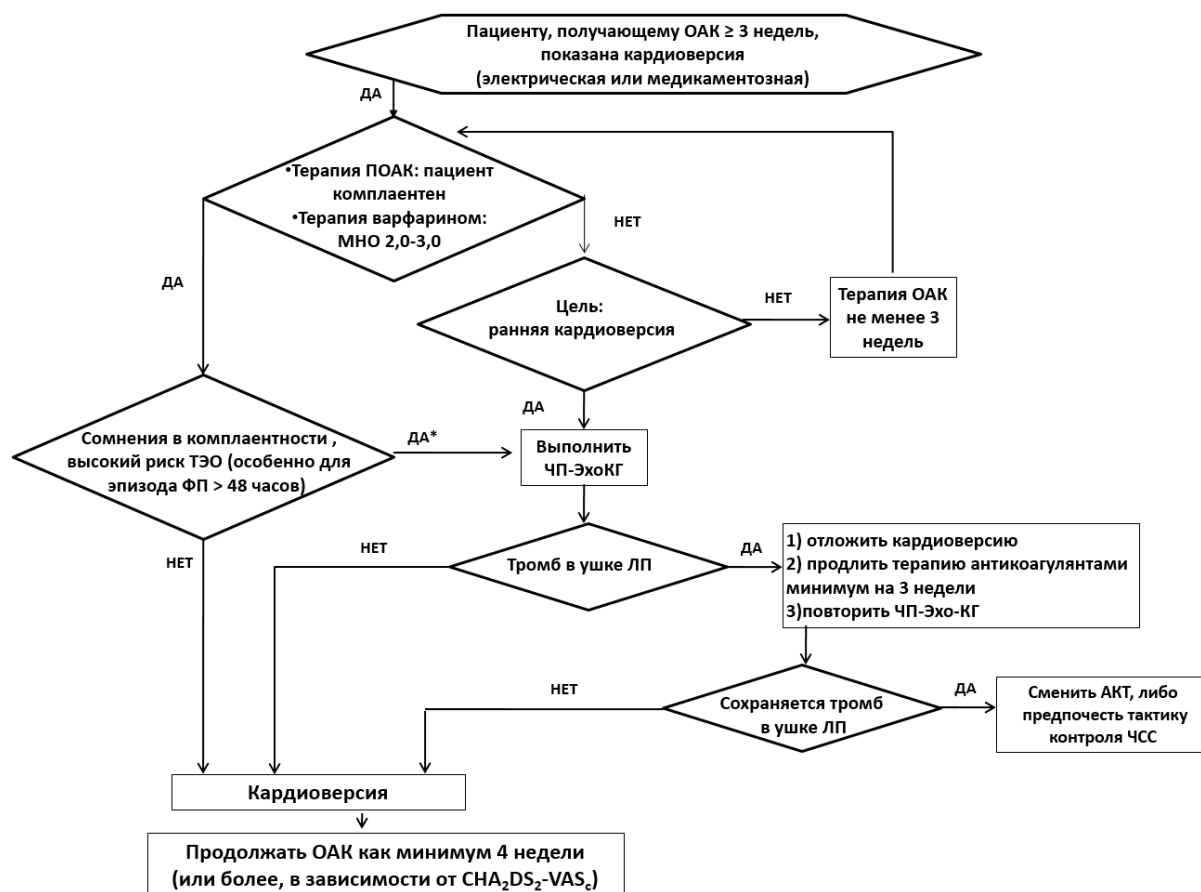 Пациенту, получающему ОАК ≥ 3 недель,
показана кардиоверсия
(электрическая или медикаментозная)
ДА
•Терапия ПОАК: пациент
комплаентен
•Терапия варфарином:
МНО 2,0-3,0
НЕТ
ДА
Цель:
ранняя кардиоверсия
НЕТ
Терапия ОАК
не менее 3
недель
ДА
Сомнения в комплаентности ,
высокий риск ТЭО (особенно для
эпизода ФП > 48 часов)
ДА*
Выполнить
ЧП-ЭхоКГ
НЕТ
НЕТ
Тромб в ушке ЛП
ДА
1) отложить кардиоверсию
2) продлить терапию антикоагулянтами
минимум на 3 недели
3)повторить ЧП-Эхо-КГ
НЕТ
Сохраняется тромб
в ушке ЛП
ДА
Сменить АКТ, либо
предпочесть тактику
контроля ЧСС
Кардиоверсия
Продолжать ОАК как минимум 4 недели
(или более, в зависимости от CHA₂DS₂-VASc)